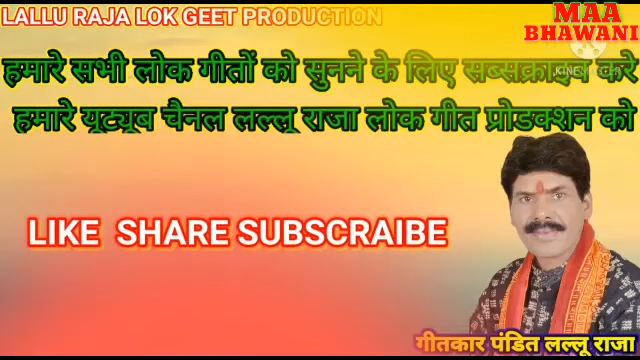 LALLU RAJA LOK GEET PRODUCTION
MAA
BHAWANI
हमारे सभी लोक गीतों को सुनने के लिए सब्सक्राइब करे
हमारे यूट्यूब चैनल लल्लू राजा लोक गीत प्रोडक्शन को
LIKE SHARE SUBSCRAIBE
गीतकार पंडित लल्लू राजा